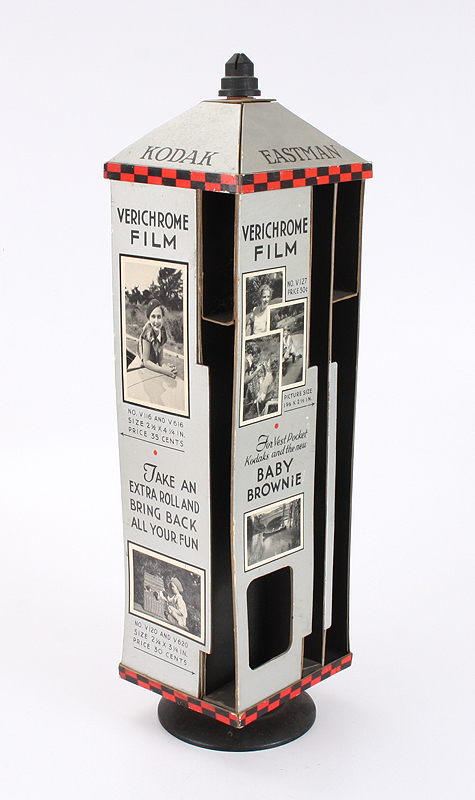 KODAK
EASTMAN
VERICHROME
FILM
NO. V116 AND V616
SIZE 2½ X 4¼ IN.
PRICE 35 CENTS
TAKE AN
EXTRA ROLL AND
BRING BACK
ALL YOUR FUN
NO. V120 AND V620
SIZE 2¼ X 3¼ IN.
PRICE 30 CENTS
VERICHROME
FILM
NO. V127
PRICE 30¢
PICTURE SIZE
1⅝ X 2½ IN.
For Vest Pocket
Kodaks and the new
BABY
BROWNIE